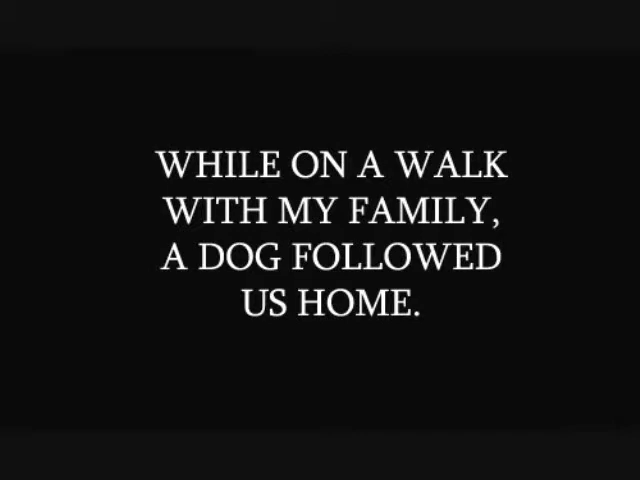 WHILE ON A WALK
WITH MY FAMILY,
A DOG FOLLOWED
US HOME.